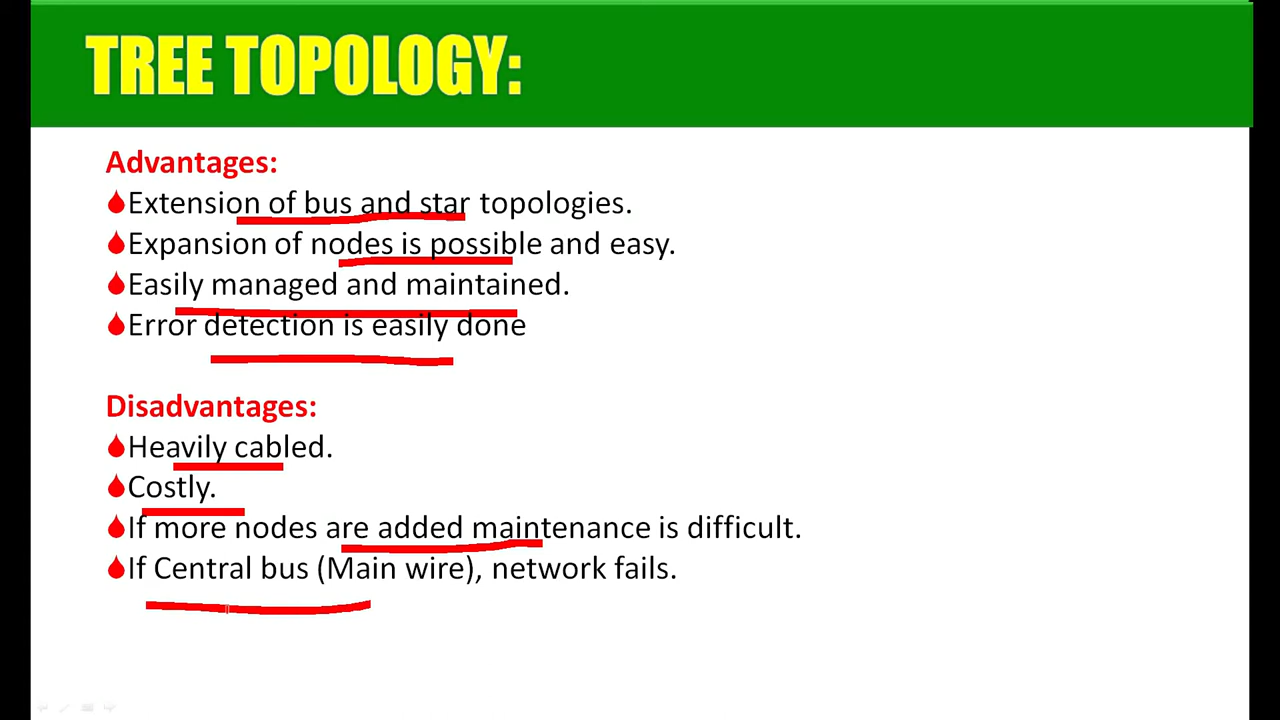 TREE TOPOLOGY:
Advantages:
Extension of bus and star topologies.
Expansion of nodes is possible and easy.
Easily managed and maintained.
Error detection is easily done
Disadvantages:
Heavily cabled.
Costly.
If more nodes are added maintenance is difficult.
If Central bus (Main wire), network fails.